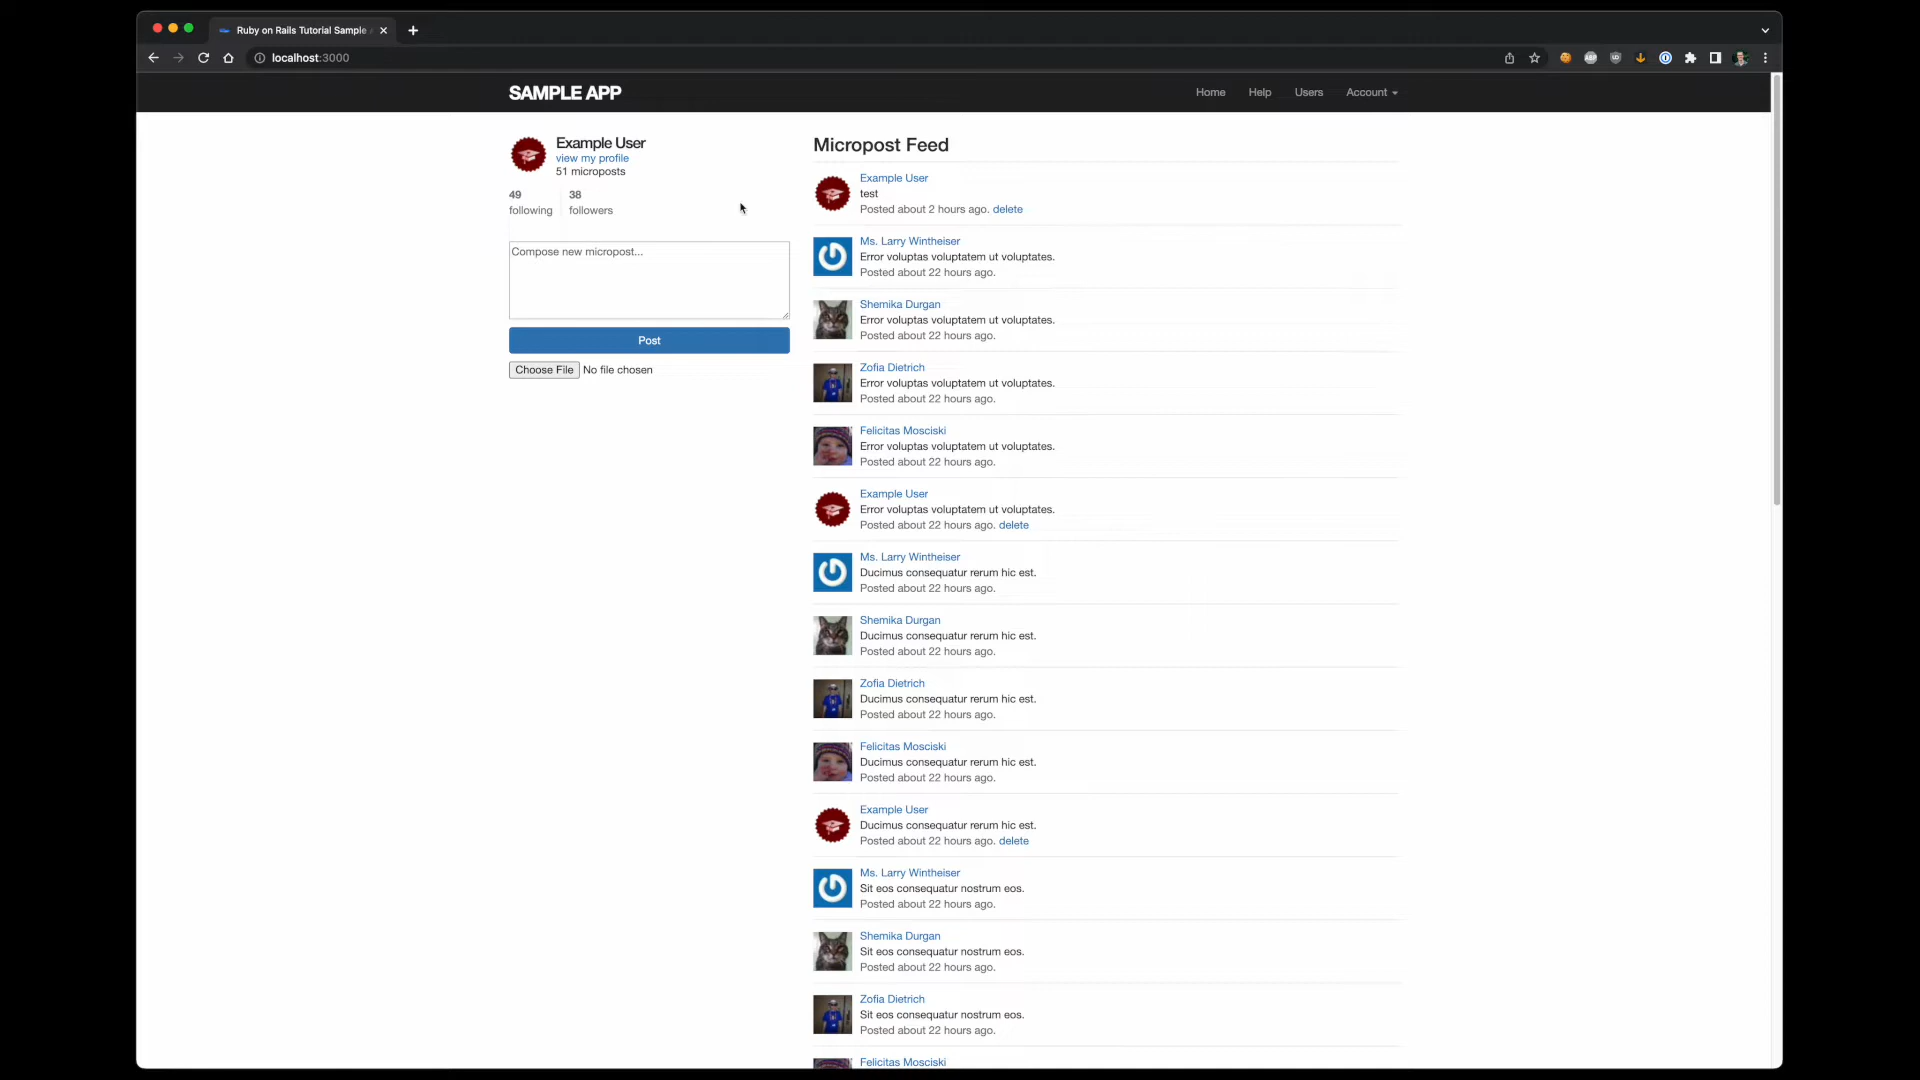 Ruby on Rails Tutorial Sample
localhost:3000
SAMPLE APP
Home
Help
Users
Account
Example User
view my profile
51 microposts
49
following
38
followers
Compose new micropost...
Post
Choose File No file chosen
Micropost Feed
Example User
test
Posted about 2 hours ago. delete
Ms. Larry Wintheiser
Error voluptas voluptatem ut voluptates.
Posted about 22 hours ago.
Shemika Durgan
Error voluptas voluptatem ut voluptates.
Posted about 22 hours ago.
Zofia Dietrich
Error voluptas voluptatem ut voluptates.
Posted about 22 hours ago.
Felicitas Mosciski
Error voluptas voluptatem ut voluptates.
Posted about 22 hours ago.
Example User
Error voluptas voluptatem ut voluptates.
Posted about 22 hours ago. delete
Ms. Larry Wintheiser
Ducimus consequatur rerum hic est.
Posted about 22 hours ago.
Shemika Durgan
Ducimus consequatur rerum hic est.
Posted about 22 hours ago.
Zofia Dietrich
Ducimus consequatur rerum hic est.
Posted about 22 hours ago.
Felicitas Mosciski
Ducimus consequatur rerum hic est.
Posted about 22 hours ago.
Example User
Ducimus consequatur rerum hic est.
Posted about 22 hours ago. delete
Ms. Larry Wintheiser
Sit eos consequatur nostrum eos.
Posted about 22 hours ago.
Shemika Durgan
Sit eos consequatur nostrum eos.
Posted about 22 hours ago.
Zofia Dietrich
Sit eos consequatur nostrum eos.
Posted about 22 hours ago.
Felicitas Mosciski